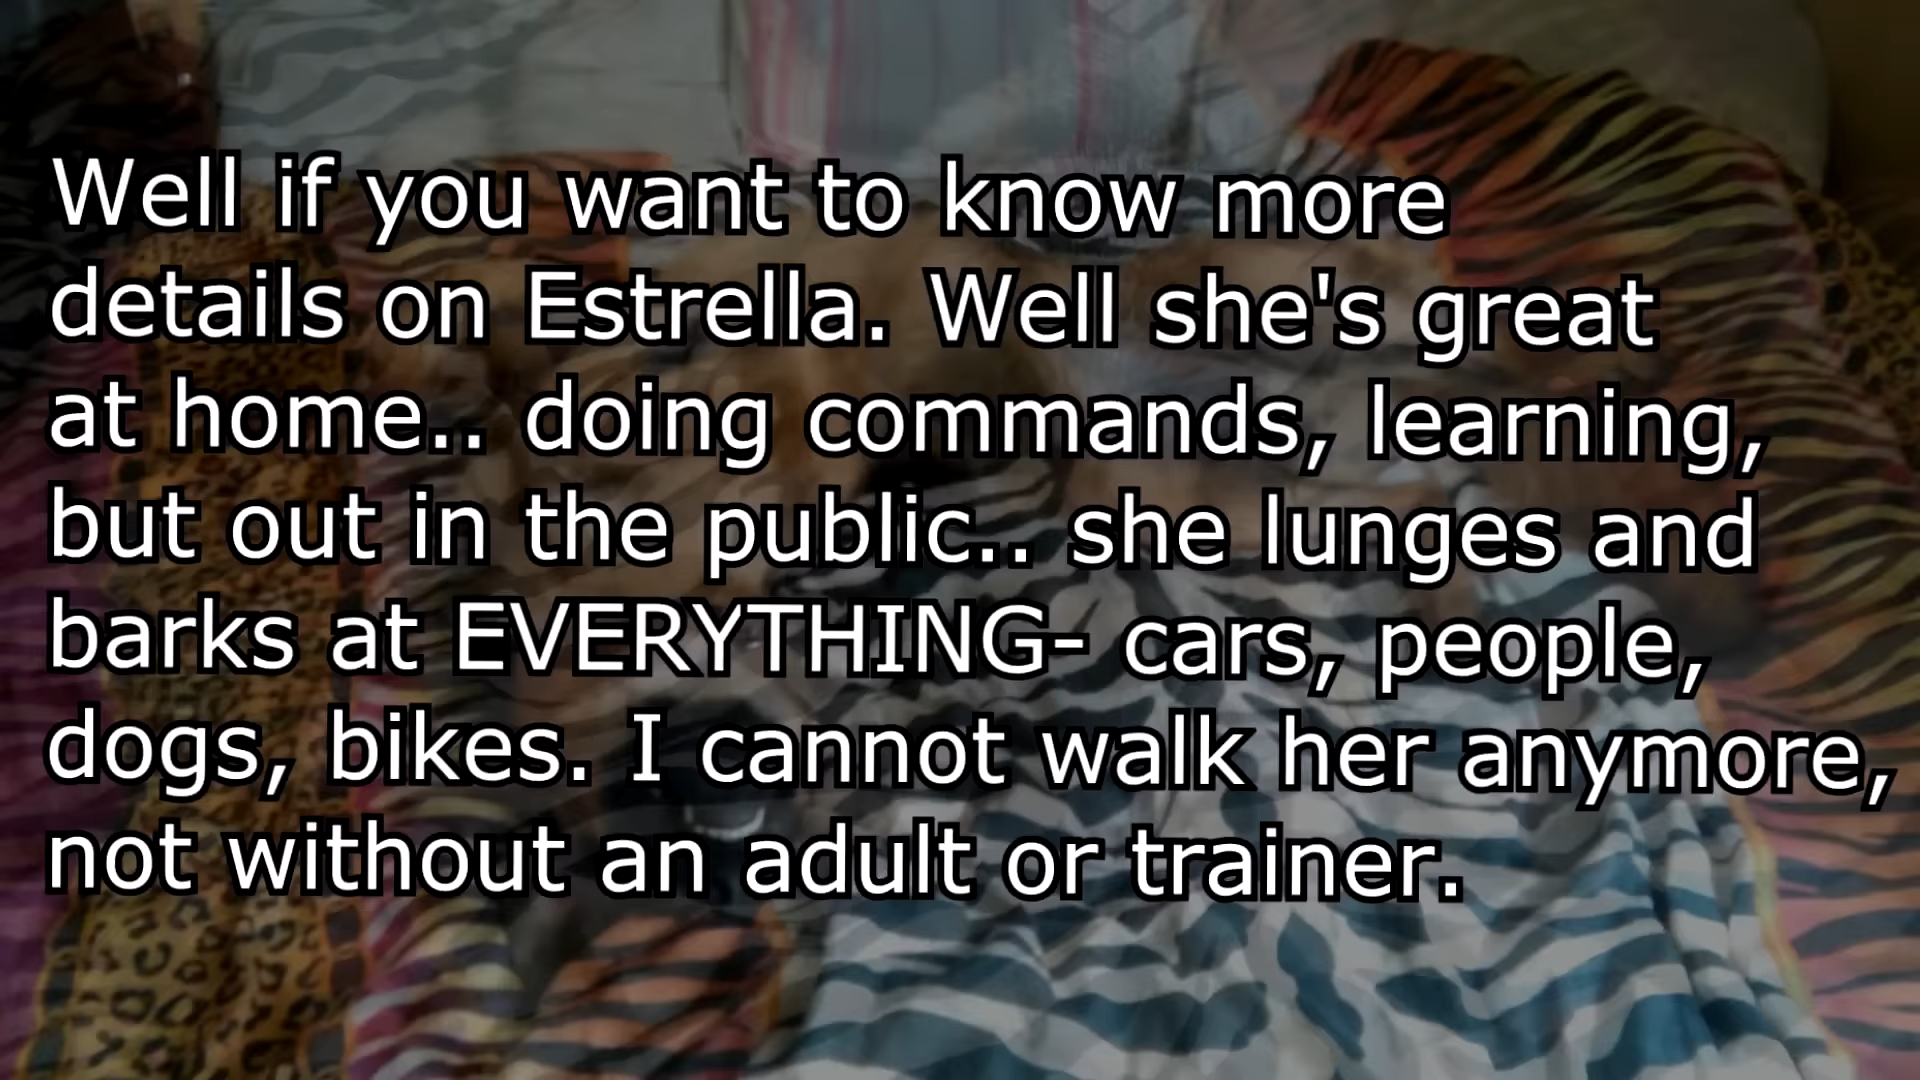 Well if you want to know more
details on Estrella. Well she's great
at home.. doing commands, learning,
but out in the public.. she lunges and
barks at EVERYTHING- cars, people,
dogs, bikes. I cannot walk her anymore,
not without an adult or trainer.